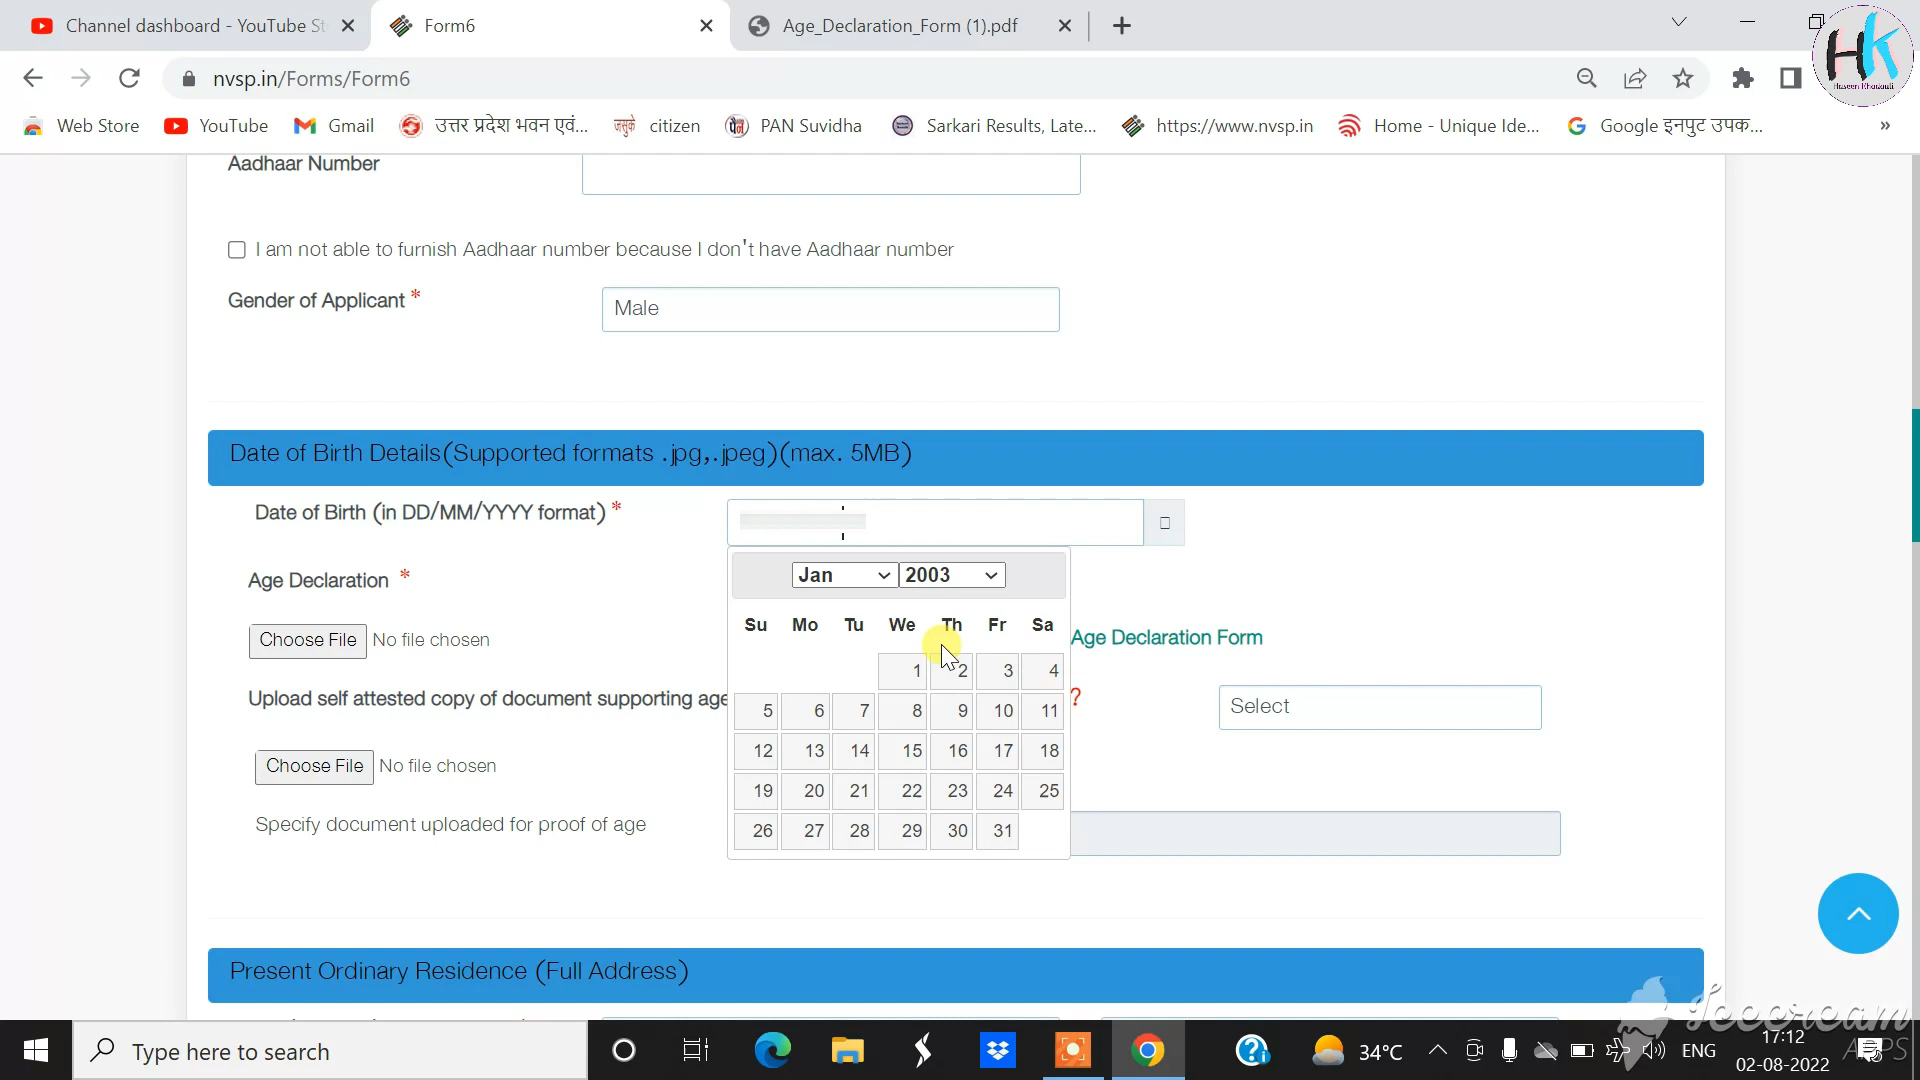 Channel dashboard - YouTube St
Form6
Age_Declaration_Form (1).pdf
nvsp.in/Forms/Form6
HK
Haseen Khadauli
Web Store
YouTube
Gmail
उत्तर प्रदेश भवन एवं...
जसुके citizen
PAN Suvidha
Sarkari Results, Late...
https://www.nvsp.in
Home - Unique Ide...
Google इनपुट उपक...
»
Aadhaar Number
I am not able to furnish Aadhaar number because I don't have Aadhaar number
Gender of Applicant *
Male
Date of Birth Details(Supported formats .jpg,.jpeg)(max. 5MB)
Date of Birth (in DD/MM/YYYY format) *
Jan 2003
Su Mo Tu We Th Fr Sa
1 2 3 4
5 6 7 8 9 10 11
12 13 14 15 16 17 18
19 20 21 22 23 24 25
26 27 28 29 30 31
Age Declaration *
Choose File No file chosen
Age Declaration Form
Upload self attested copy of document supporting age
?
Select
Choose File No file chosen
Specify document uploaded for proof of age
Present Ordinary Residence (Full Address)
Icecream
APPS
Type here to search
34°C
ENG
17:12
02-08-2022